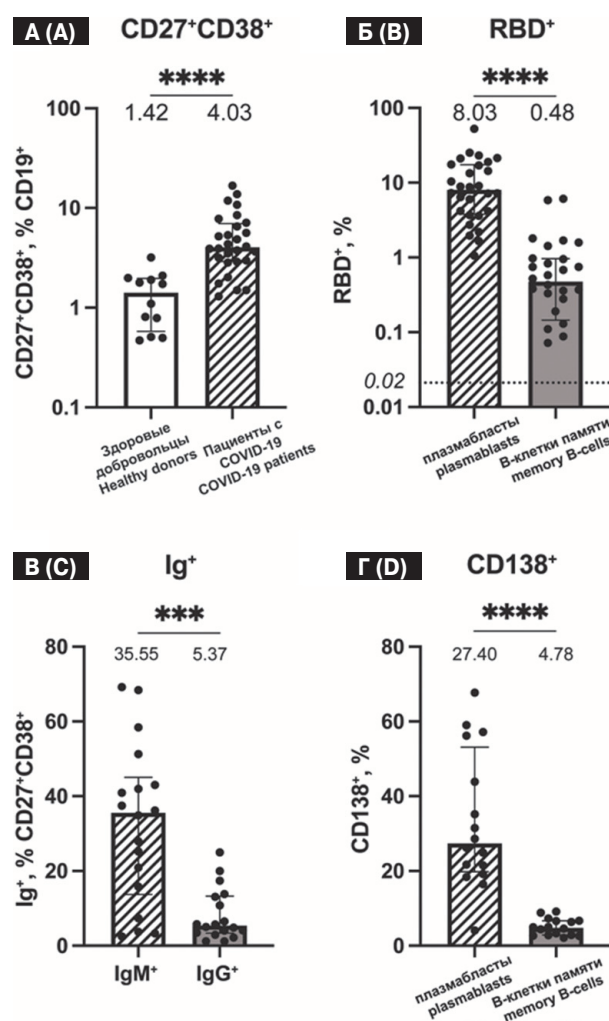 А (A)
CD27⁺CD38⁺
****
1.42
4.03
CD27⁺CD38⁺, % CD19⁺
100
10
1
0.1
Здоровые
добровольцы
Healthy donors
Пациенты с
COVID-19
COVID-19 patients
Б (B)
RBD⁺
****
8.03
0.48
RBD⁺, %
100
10
1
0.1
0.02
0.01
плазмабласты
plasmablasts
В-клетки памяти
memory B-cells
В (C)
Ig⁺
***
35.55
5.37
Ig⁺, % CD27⁺CD38⁺
80
60
40
20
0
IgM⁺
IgG⁺
Г (D)
CD138⁺
****
27.40
4.78
CD138⁺, %
80
60
40
20
0
плазмабласты
plasmablasts
В-клетки памяти
memory B-cells